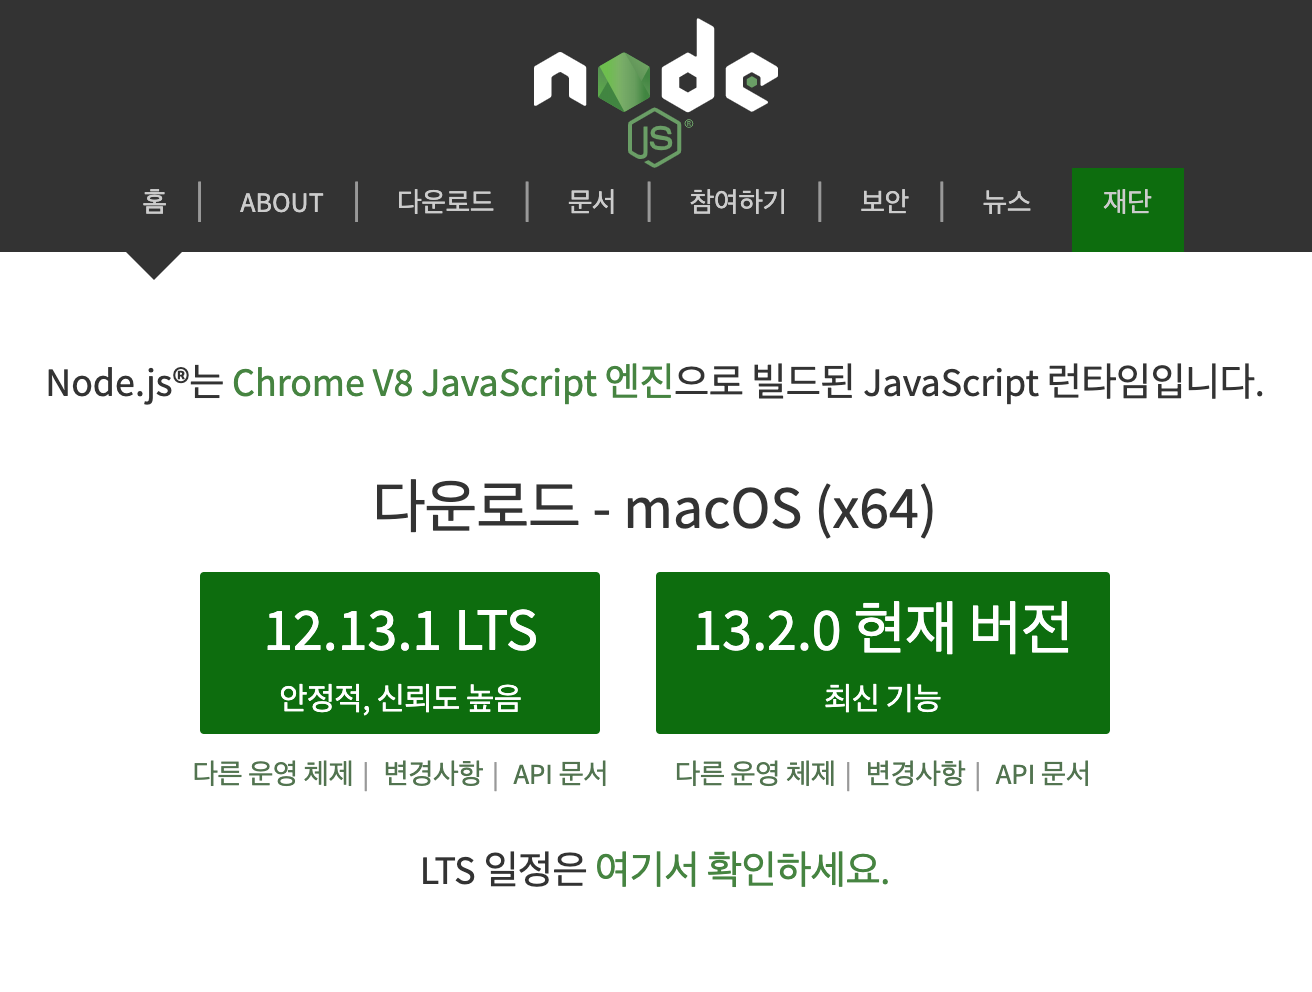 node
JS®
홈 | ABOUT | 다운로드 | 문서 | 참여하기 | 보안 | 뉴스 재단
Node.js®는 Chrome V8 JavaScript 엔진으로 빌드된 JavaScript 런타임입니다.
다운로드 - macOS (x64)
12.13.1 LTS
안정적, 신뢰도 높음
다른 운영 체제 | 변경사항 | API 문서
13.2.0 현재 버전
최신 기능
다른 운영 체제 | 변경사항 | API 문서
LTS 일정은 여기서 확인하세요.